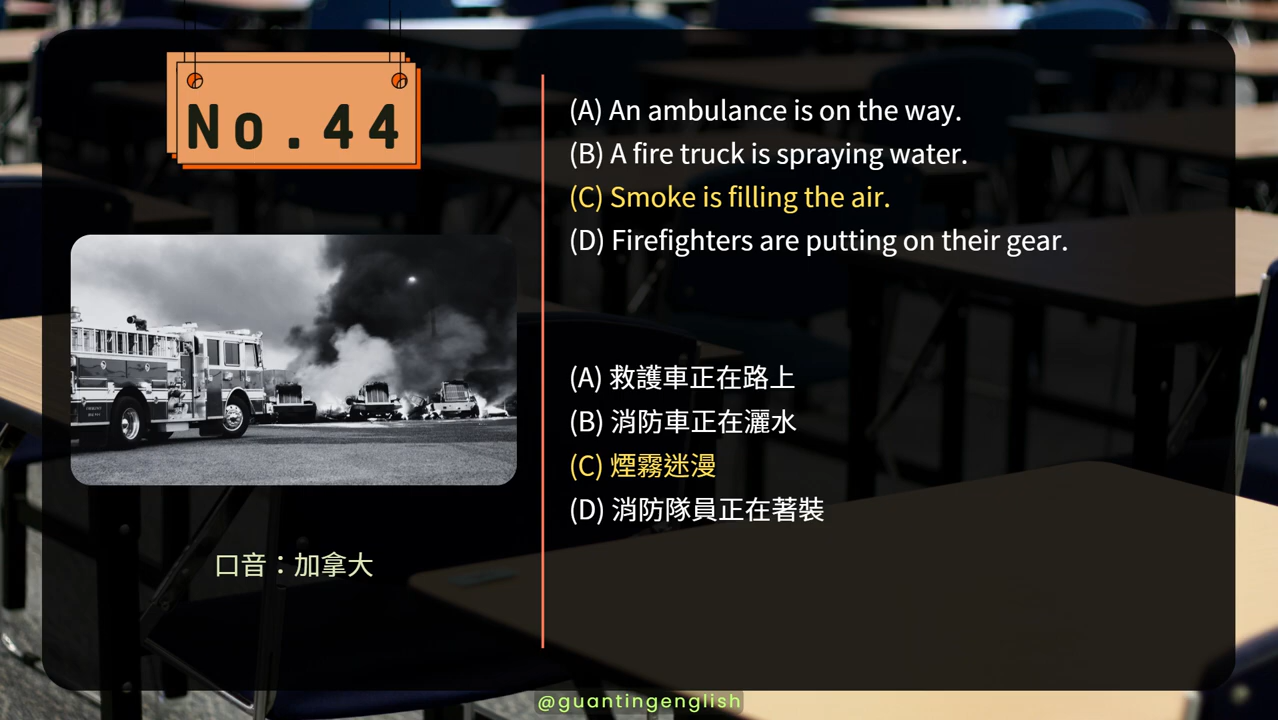 No.44
(A) An ambulance is on the way.
(B) A fire truck is spraying water.
(C) Smoke is filling the air.
(D) Firefighters are putting on their gear.
(A) 救護車正在路上
(B) 消防車正在灑水
(C) 煙霧迷漫
(D) 消防隊員正在著裝
口音：加拿大
@guantingenglish